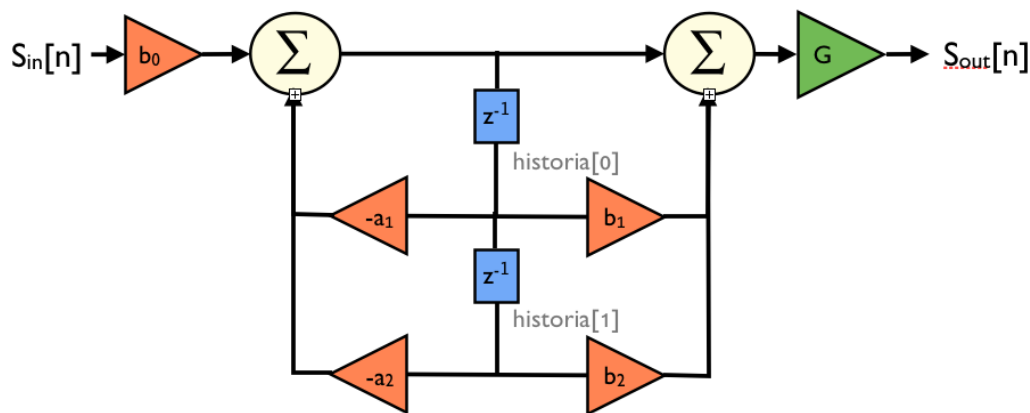 Sin[n] b0 Σ Σ G Sout[n]
z-1
historia[0]
-a1 b1
z-1
historia[1]
-a2 b2